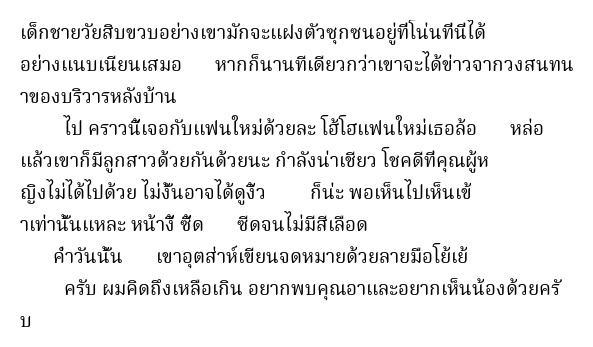 เด็กชายวัยสิบขวบอย่างเขามักจะแฝงตัวซุกซนอยู่ที่โน่นที่นี่ได้
อย่างแนบเนียนเสมอ หากก็นานทีเดียวกว่าเขาจะได้ข่าวจากวงสนทน
าของบริวารหลังบ้าน
ไป คราวนี้เจอกับแฟนใหม่ด้วยละ โอ้โฮแฟนใหม่เธอล้อ หล่อ
แล้วเขาก็มีลูกสาวด้วยกันด้วยนะ กำลังน่าเชียว โชคดีที่คุณผู้ห
ญิงไม่ได้ไปด้วย ไม่งั้นอาจได้ดูงิ้ว ก็น่ะ พอเห็นไปเห็นเข้
าเท่านั้นแหละ หน้างี้ ซี้ด ซีดจนไม่มีสีเลือด
ค่ำวันนั้น เขาอุตส่าห์เขียนจดหมายด้วยลายมือโย้เย้
ครับ ผมคิดถึงเหลือเกิน อยากพบคุณอาและอยากเห็นน้องด้วยครั
บ